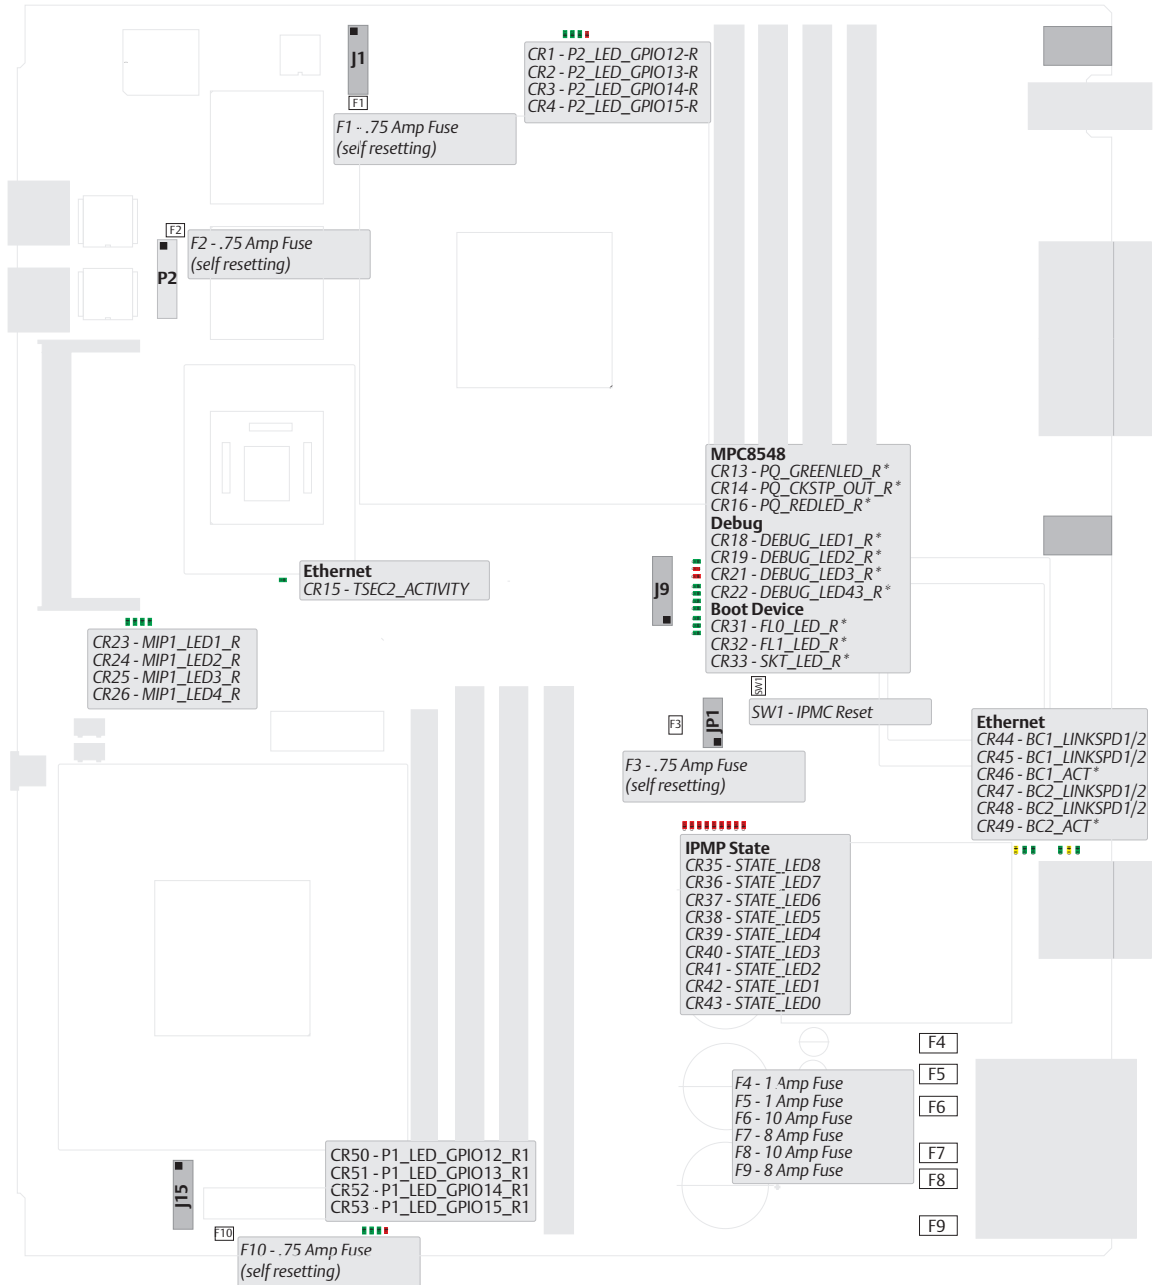 J1
F1
F1 - .75 Amp Fuse
(self resetting)
CR1 - P2_LED_GPIO12-R
CR2 - P2_LED_GPIO13-R
CR3 - P2_LED_GPIO14-R
CR4 - P2_LED_GPIO15-R
F2
P2
F2 - .75 Amp Fuse
(self resetting)
MPC8548
CR13 - PQ_GREENLED_R*
CR14 - PQ_CKSTP_OUT_R*
CR16 - PQ_REDLED_R*
Debug
CR18 - DEBUG_LED1_R*
CR19 - DEBUG_LED2_R*
CR21 - DEBUG_LED3_R*
CR22 - DEBUG_LED43_R*
Boot Device
CR31 - FL0_LED_R*
CR32 - FL1_LED_R*
CR33 - SKT_LED_R*
J9
Ethernet
CR15 - TSEC2_ACTIVITY
CR23 - MIP1_LED1_R
CR24 - MIP1_LED2_R
CR25 - MIP1_LED3_R
CR26 - MIP1_LED4_R
SW1
SW1 - IPMC Reset
F3
JP1
F3 - .75 Amp Fuse
(self resetting)
Ethernet
CR44 - BC1_LINKSPD1/2
CR45 - BC1_LINKSPD1/2
CR46 - BC1_ACT*
CR47 - BC2_LINKSPD1/2
CR48 - BC2_LINKSPD1/2
CR49 - BC2_ACT*
IPMP State
CR35 - STATE_LED8
CR36 - STATE_LED7
CR37 - STATE_LED6
CR38 - STATE_LED5
CR39 - STATE_LED4
CR40 - STATE_LED3
CR41 - STATE_LED2
CR42 - STATE_LED1
CR43 - STATE_LED0
F4
F5
F6
F7
F8
F9
F4 - 1 Amp Fuse
F5 - 1 Amp Fuse
F6 - 10 Amp Fuse
F7 - 8 Amp Fuse
F8 - 10 Amp Fuse
F9 - 8 Amp Fuse
CR50 - P1_LED_GPIO12_R1
CR51 - P1_LED_GPIO13_R1
CR52 - P1_LED_GPIO14_R1
CR53 - P1_LED_GPIO15_R1
J15
F10
F10 - .75 Amp Fuse
(self resetting)